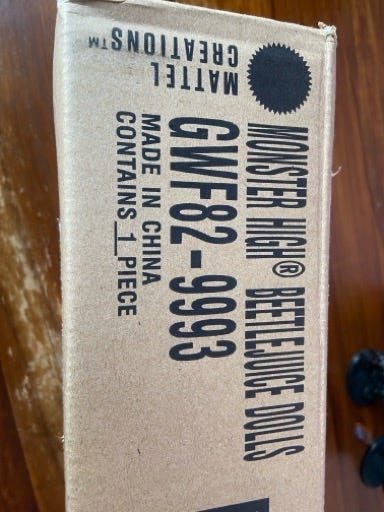 MATTEL
CREATIONS™
MONSTER HIGH® BEETLEJUICE DOLLS
GWF82-9993
MADE IN CHINA
CONTAINS 1 PIECE